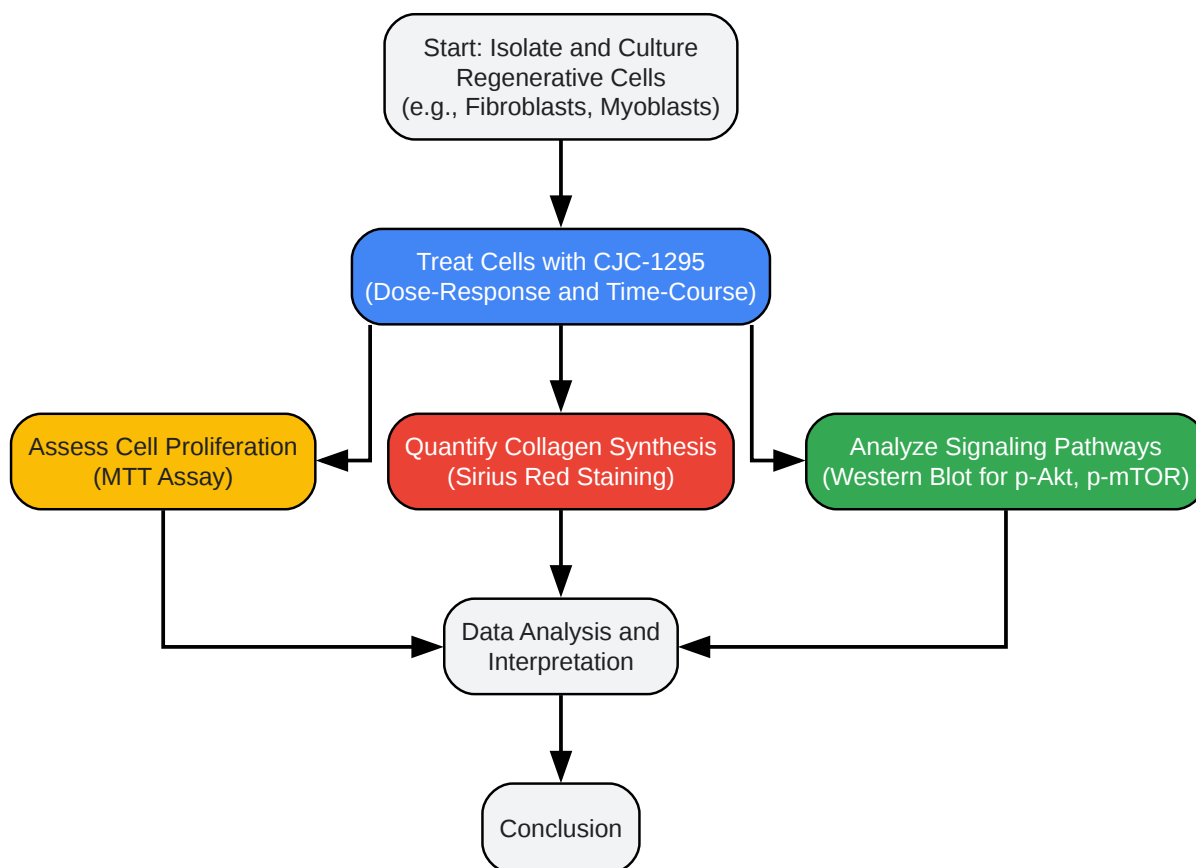 Start: Isolate and Culture
Regenerative Cells
(e.g., Fibroblasts, Myoblasts)
Treat Cells with CJC-1295
(Dose-Response and Time-Course)
Assess Cell Proliferation
(MTT Assay)
Quantify Collagen Synthesis
(Sirius Red Staining)
Analyze Signaling Pathways
(Western Blot for p-Akt, p-mTOR)
Data Analysis and
Interpretation
Conclusion